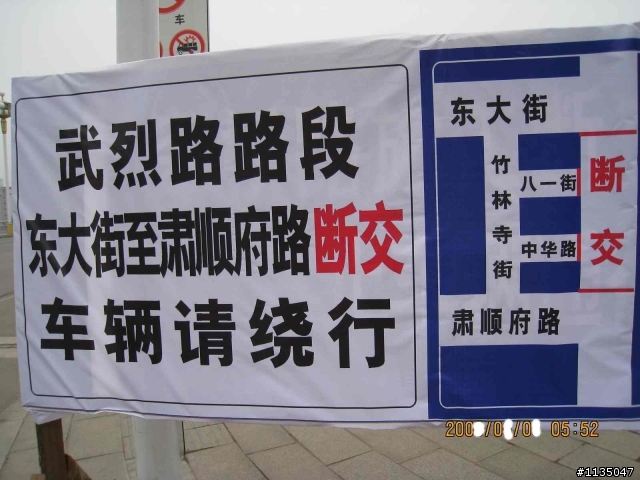 车
武烈路路段
东大街至肃顺府路断交
车辆请绕行
东大街
竹林寺街
八一街
中华路
断交
肃顺府路
05:52
#1135047